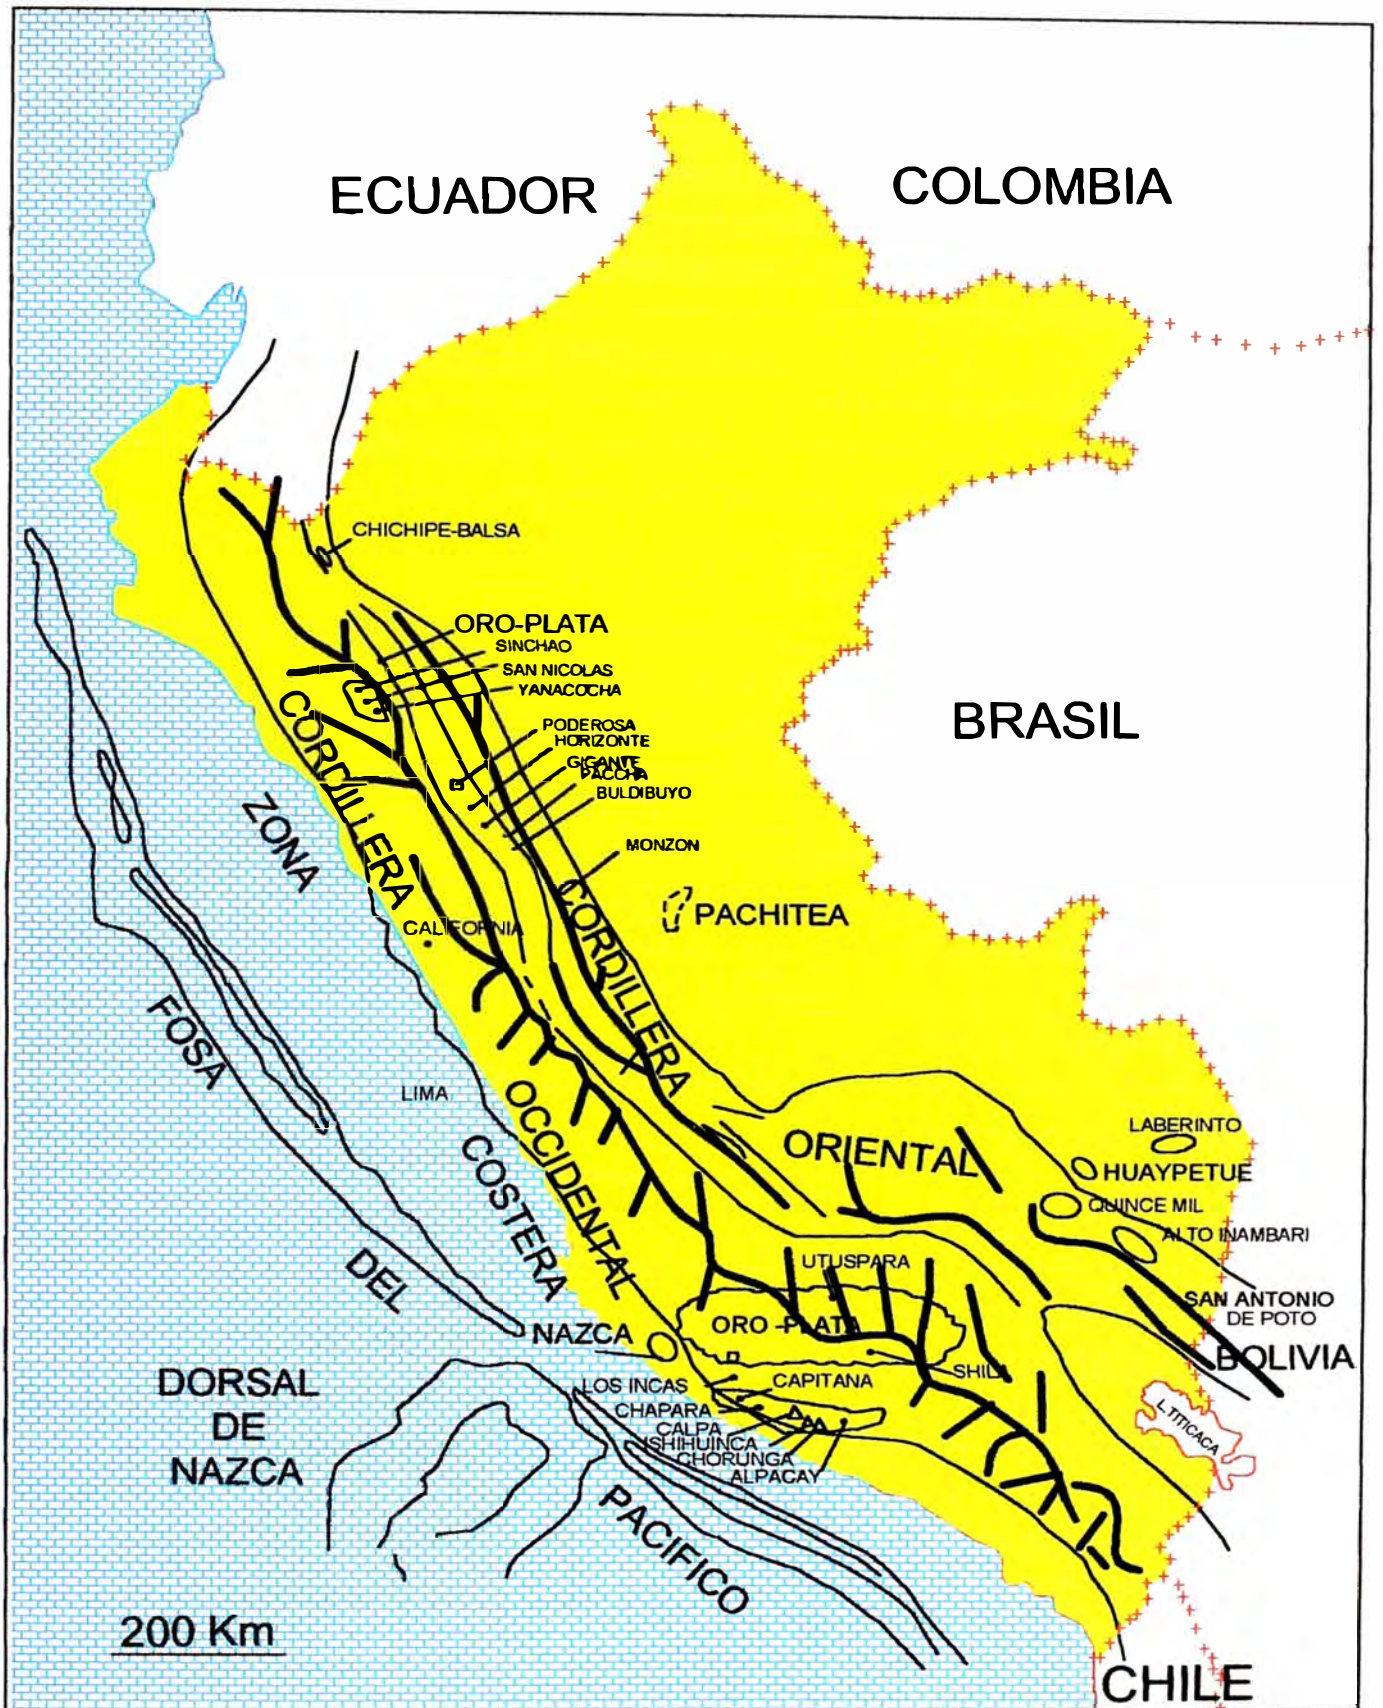 ECUADOR
COLOMBIA
CHICHIPE-BALSA
ORO-PLATA
SINCHAO
SAN NICOLAS
YANACOCHA
BRASIL
PODEROSA
HORIZONTE
GIGANTE
PACCHA
BULDIBUYO
MONZON
PACHITEA
CALIFORNIA
CORDILLERA
OCCIDENTAL
CORDILLERA
ORIENTAL
ZONA
COSTERA
LIMA
FOSA
DEL
PACIFICO
LABERINTO
HUAYPETUE
QUINCE MIL
ALTO INAMBARI
SAN ANTONIO
DE POTO
BOLIVIA
UTUSPARA
ORO -PLATA
NAZCA
SHILA
LOS INCAS
CAPITANA
CHAPARA
CALPA
ISHIHUINCA
CHORUNGA
ALPACAY
L.TITICACA
DORSAL
DE
NAZCA
200 Km
CHILE